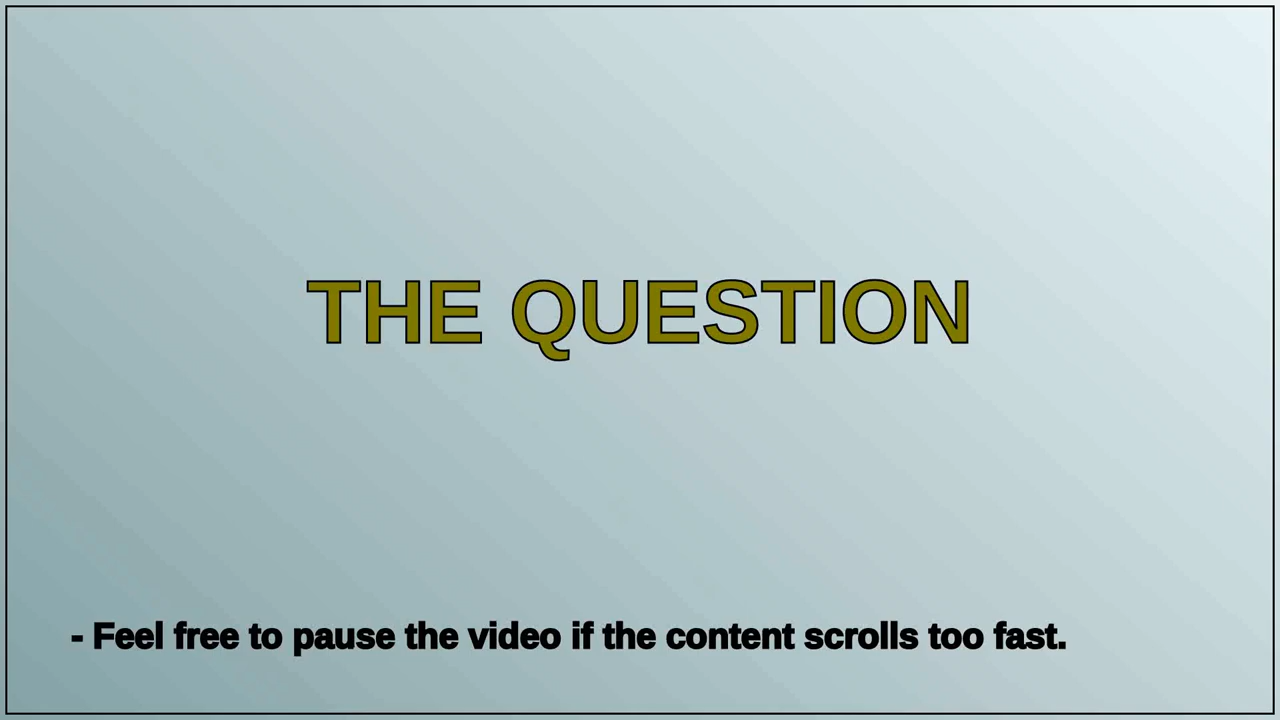 THE QUESTION
- Feel free to pause the video if the content scrolls too fast.